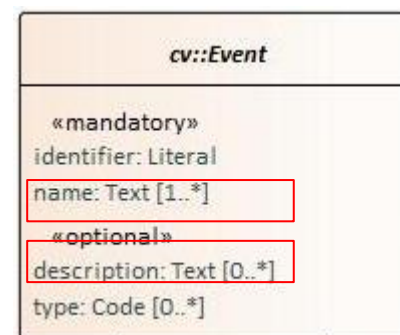 cv::Event
«mandatory»
identifier: Literal
name: Text [1..*]
«optional»
description: Text [0..*]
type: Code [0..*]